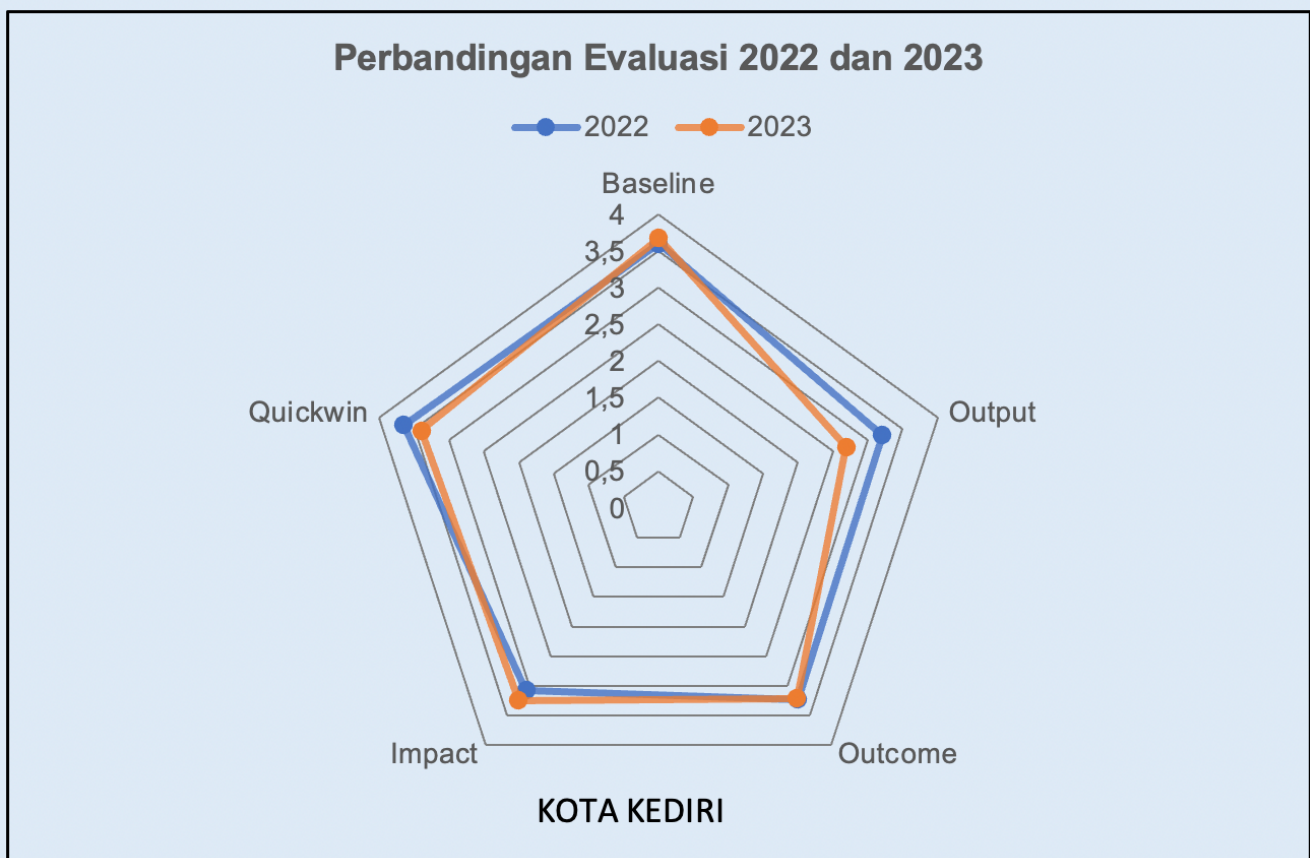 Perbandingan Evaluasi 2022 dan 2023
2022 2023
Baseline
4
3,5
3
2,5
2
1,5
1
0,5
0
Quickwin
Output
Impact
Outcome
KOTA KEDIRI